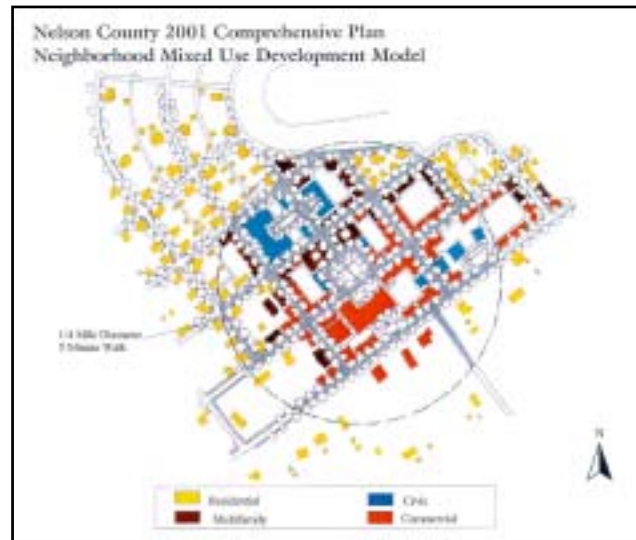 Nelson County 2001 Comprehensive Plan
Neighborhood Mixed Use Development Model
1/4 Mile Diameter
5 Minute Walk
N
Residential
Civic
Multifamily
Commercial